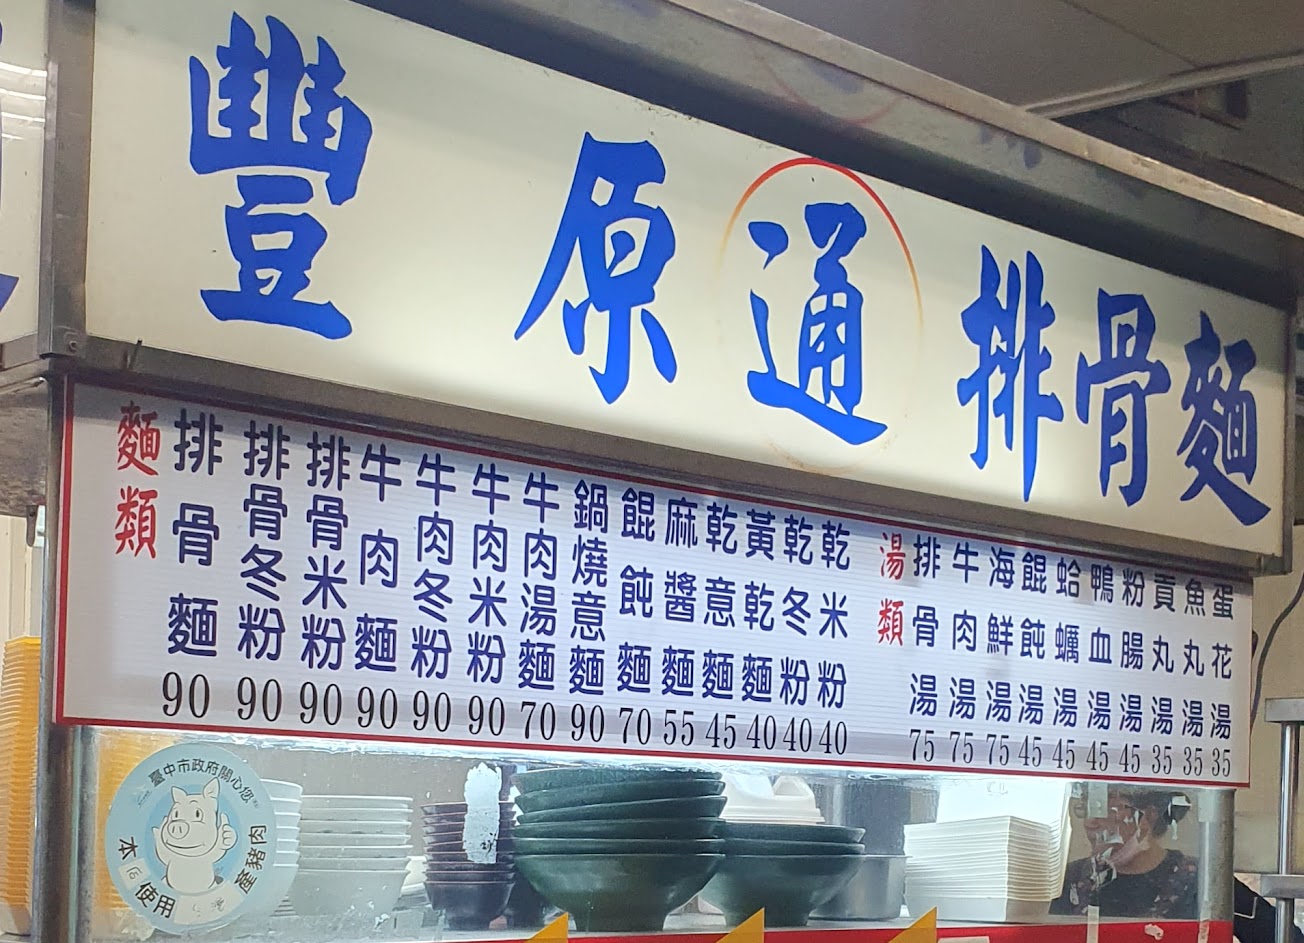 豐原通排骨麵
麵類
排骨麵 90
排骨冬粉 90
排骨米粉 90
牛肉麵 90
牛肉冬粉 90
牛肉米粉 90
牛肉湯麵 70
鍋燒意麵 90
餛飩麵 70
麻醬麵 55
乾意麵 45
黃乾麵 40
乾冬粉 40
乾米粉 40
湯類
排骨湯 75
牛肉湯 75
海鮮湯 75
餛飩湯 45
蛤蠣湯 45
鴨血湯 45
粉腸湯 45
貢丸湯 35
魚丸湯 35
蛋花湯 35
臺中市政府關心您
本店使用
產豬肉